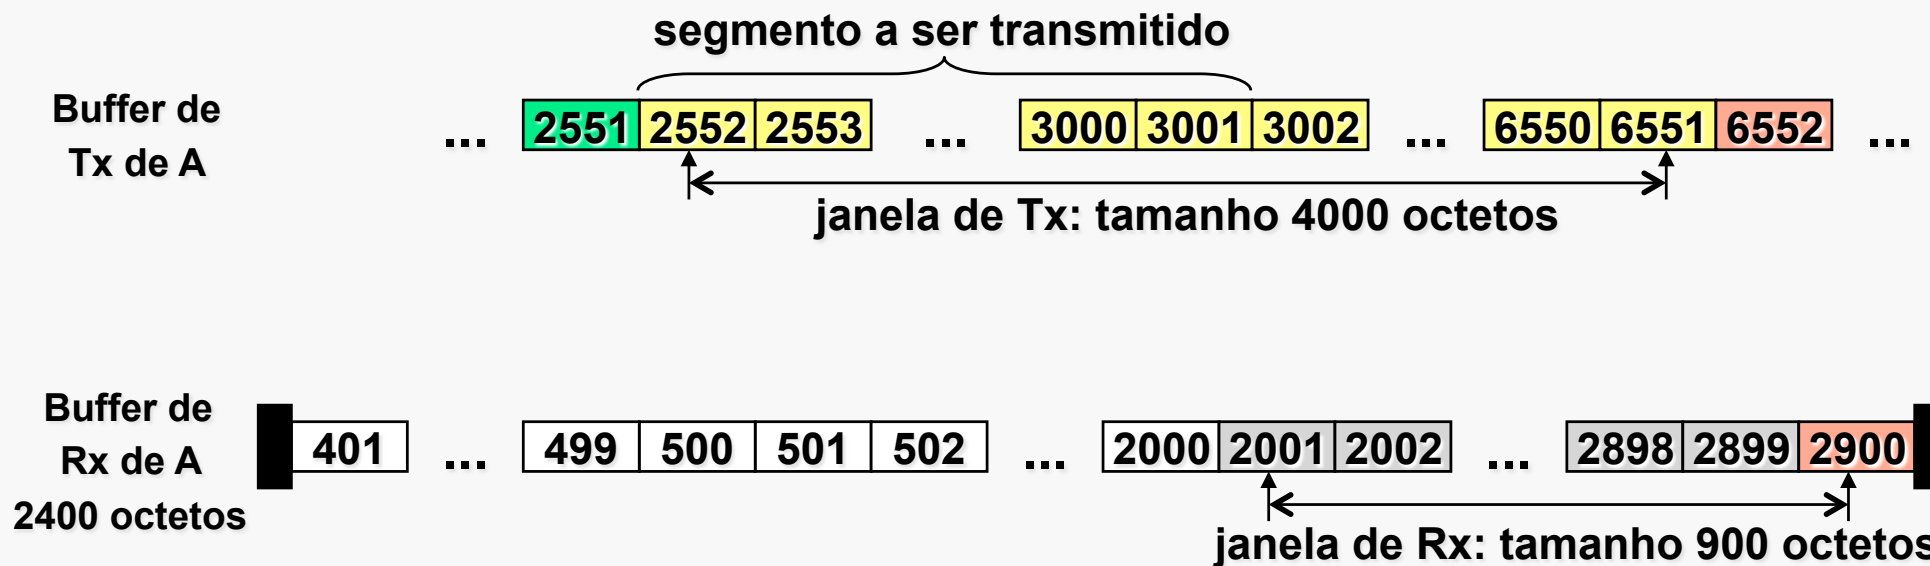 segmento a ser transmitido
Buffer de
Tx de A
... 2551 2552 2553 ... 3000 3001 3002 ... 6550 6551 6552 ...
janela de Tx: tamanho 4000 octetos
Buffer de
Rx de A
2400 octetos
401 ... 499 500 501 502 ... 2000 2001 2002 ... 2898 2899 2900
janela de Rx: tamanho 900 octetos